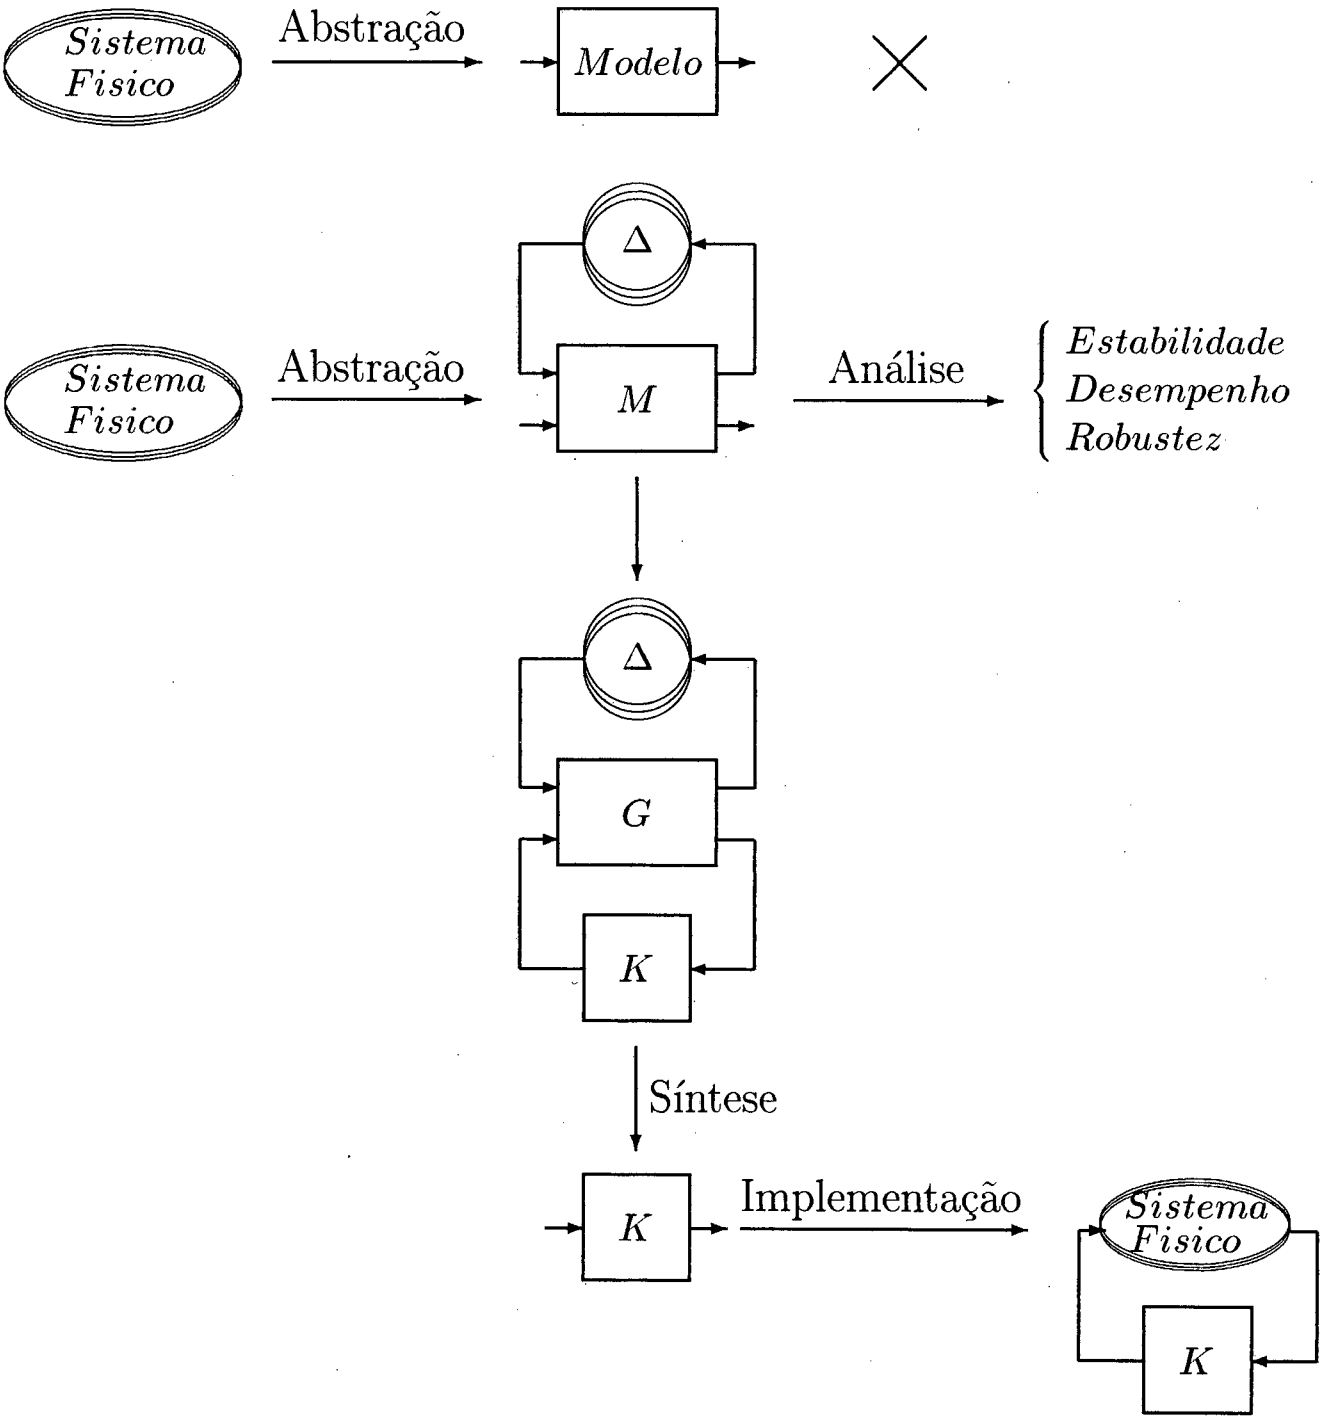 Sistema
Fisico
Abstração
Modelo
Δ
Sistema
Fisico
Abstração
M
Análise
Estabilidade
Desempenho
Robustez
Δ
G
K
Síntese
K
Implementação
Sistema
Fisico
K